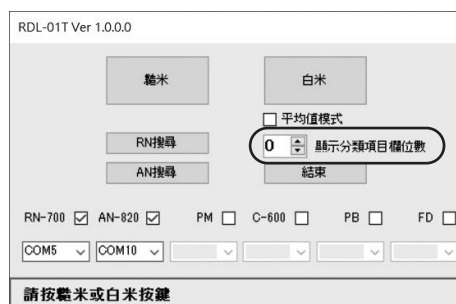 RDL-01T Ver 1.0.0.0
糙米 白米
平均值模式
RN搜尋 0 顯示分類項目欄位數
AN搜尋 結束
RN-700 AN-820 PM C-600 PB FD
COM5 COM10
請按糙米或白米按鍵